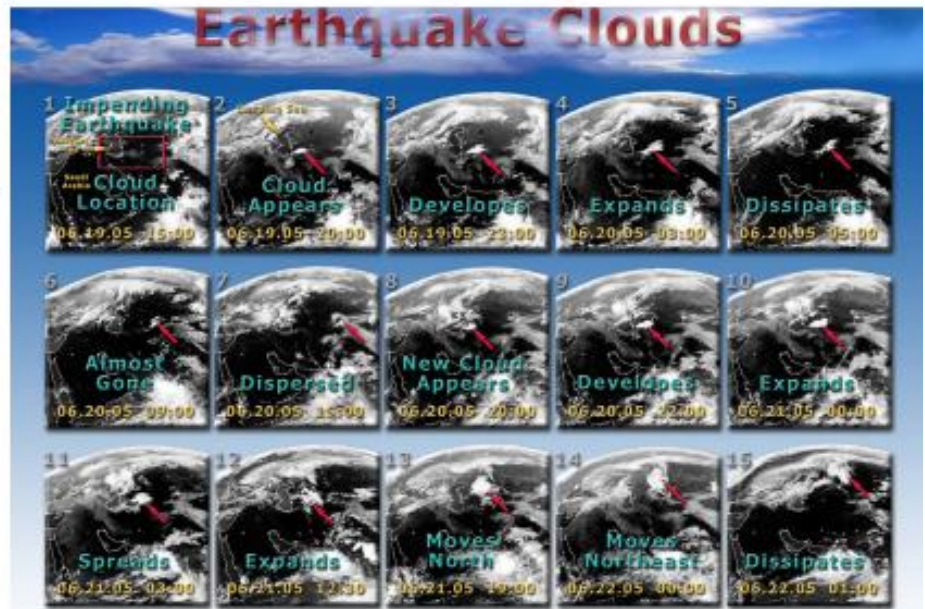 Earthquake Clouds
1 Impending
Earthquake
Saudi
Arabia
Cloud
Location
06.19.05 15:00
2
Cloud
Appears
06.19.05 20:00
3
Developes
06.19.05 22:00
4
Expands
06.20.05 03:00
5
Dissipates
06.20.05 05:00
6
Almost
Gone
06.20.05 09:00
7
Dispersed
06.20.05 15:00
8
New Cloud
Appears
06.20.05 20:00
9
Developes
06.20.05 22:00
10
Expands
06.21.05 00:00
11
Spreads
06.21.05 03:00
12
Expands
06.21.05 12:30
13
Moves
North
06.21.05 19:00
14
Moves
Northeast
06.22.05 00:00
15
Dissipates
06.22.05 01:00